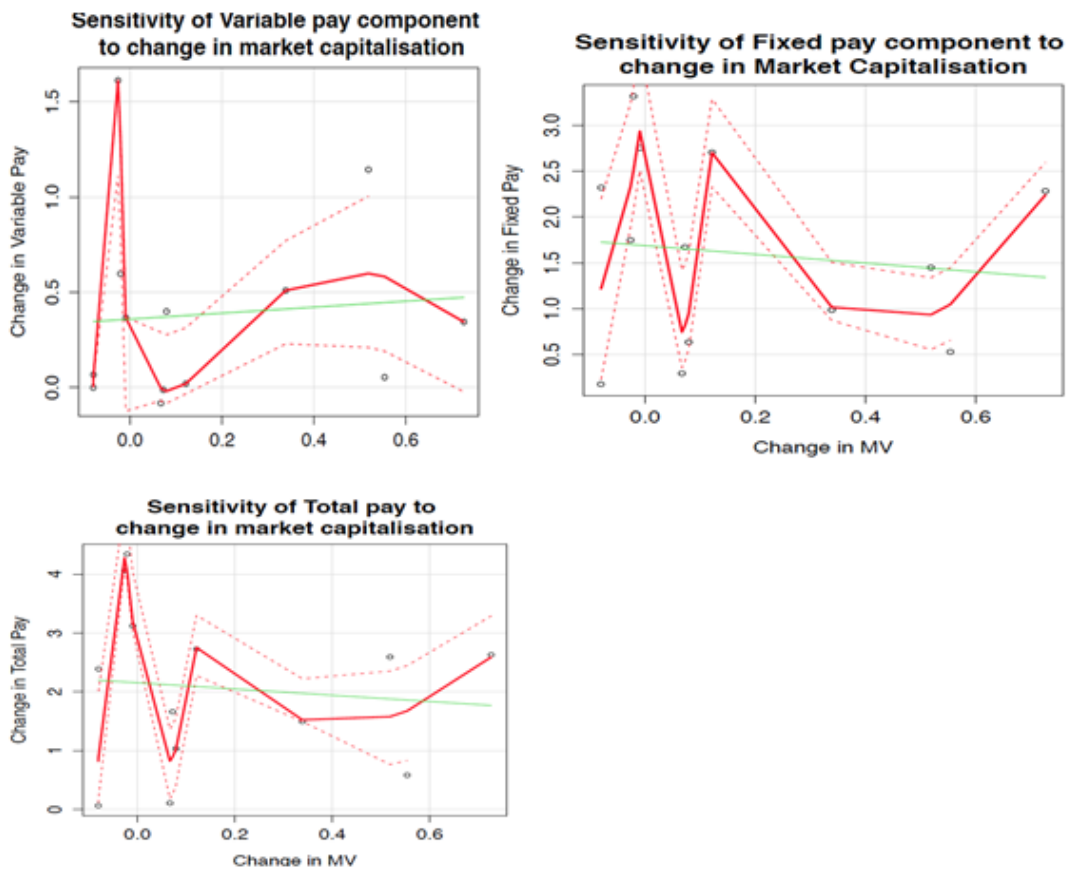 Sensitivity of Variable pay component
to change in market capitalisation
Change in Variable Pay
1.5
1.0
0.5
0.0
0.0 0.2 0.4 0.6
Sensitivity of Fixed pay component to
change in Market Capitalisation
Change in Fixed Pay
3.0
2.5
2.0
1.5
1.0
0.5
0.0 0.2 0.4 0.6
Change in MV
Sensitivity of Total pay to
change in market capitalisation
Change in Total Pay
4
3
2
1
0
0.0 0.2 0.4 0.6
Change in MV